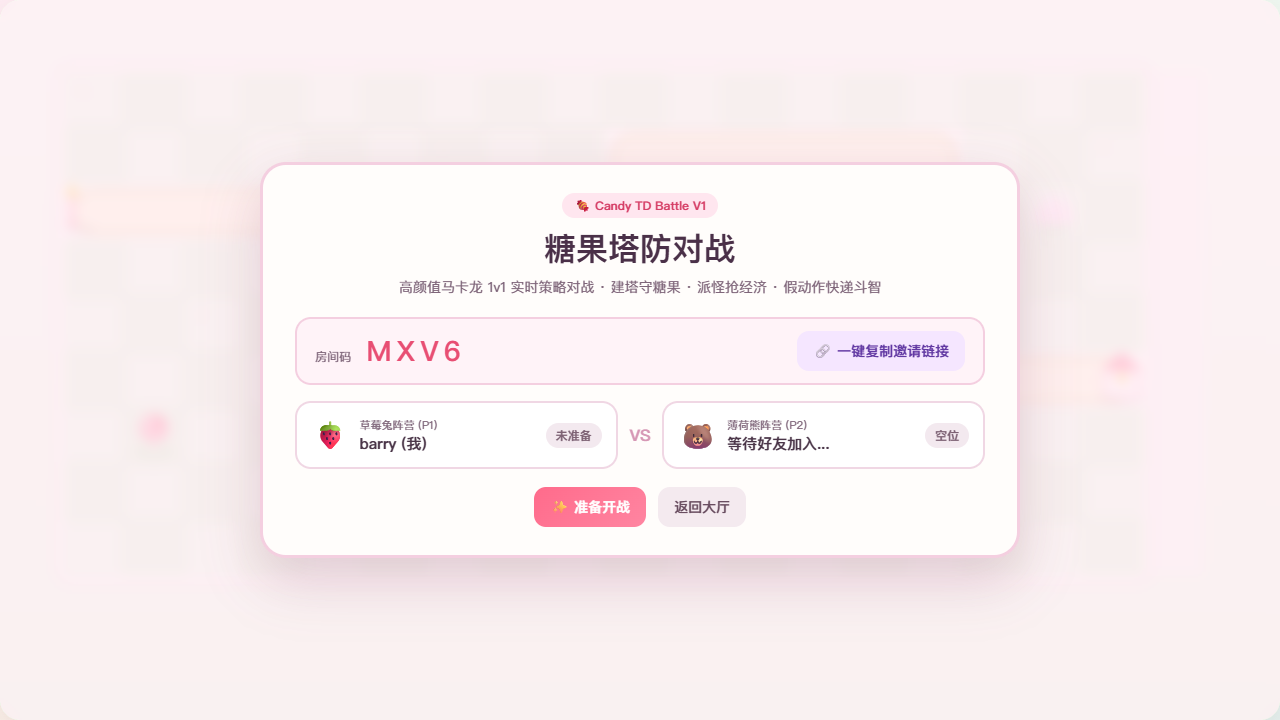 Candy TD Battle V1
糖果塔防对战
高颜值马卡龙 1v1 实时策略对战 · 建塔守糖果 · 派怪抢经济 · 假动作快递斗智
房间码 MXV6 一键复制邀请链接
草莓兔阵营 (P1)
barry (我)
未准备
VS
薄荷熊阵营 (P2)
等待好友加入...
空位
准备开战 返回大厅